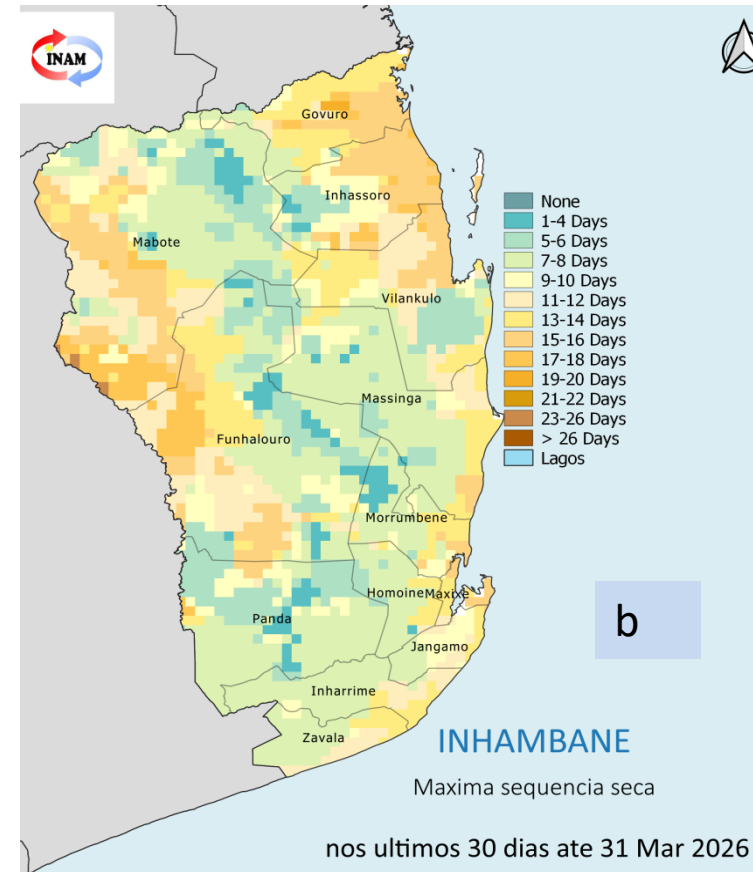 INAM
Govuro
Inhassoro
Mabote
Vilankulo
Massinga
Funhalouro
Morrumbene
Homoine
Maxixe
Panda
Jangamo
Inharrime
Zavala
None
1-4 Days
5-6 Days
7-8 Days
9-10 Days
11-12 Days
13-14 Days
15-16 Days
17-18 Days
19-20 Days
21-22 Days
23-26 Days
> 26 Days
Lagos
b
INHAMBANE
Maxima sequencia seca
nos ultimos 30 dias ate 31 Mar 2026